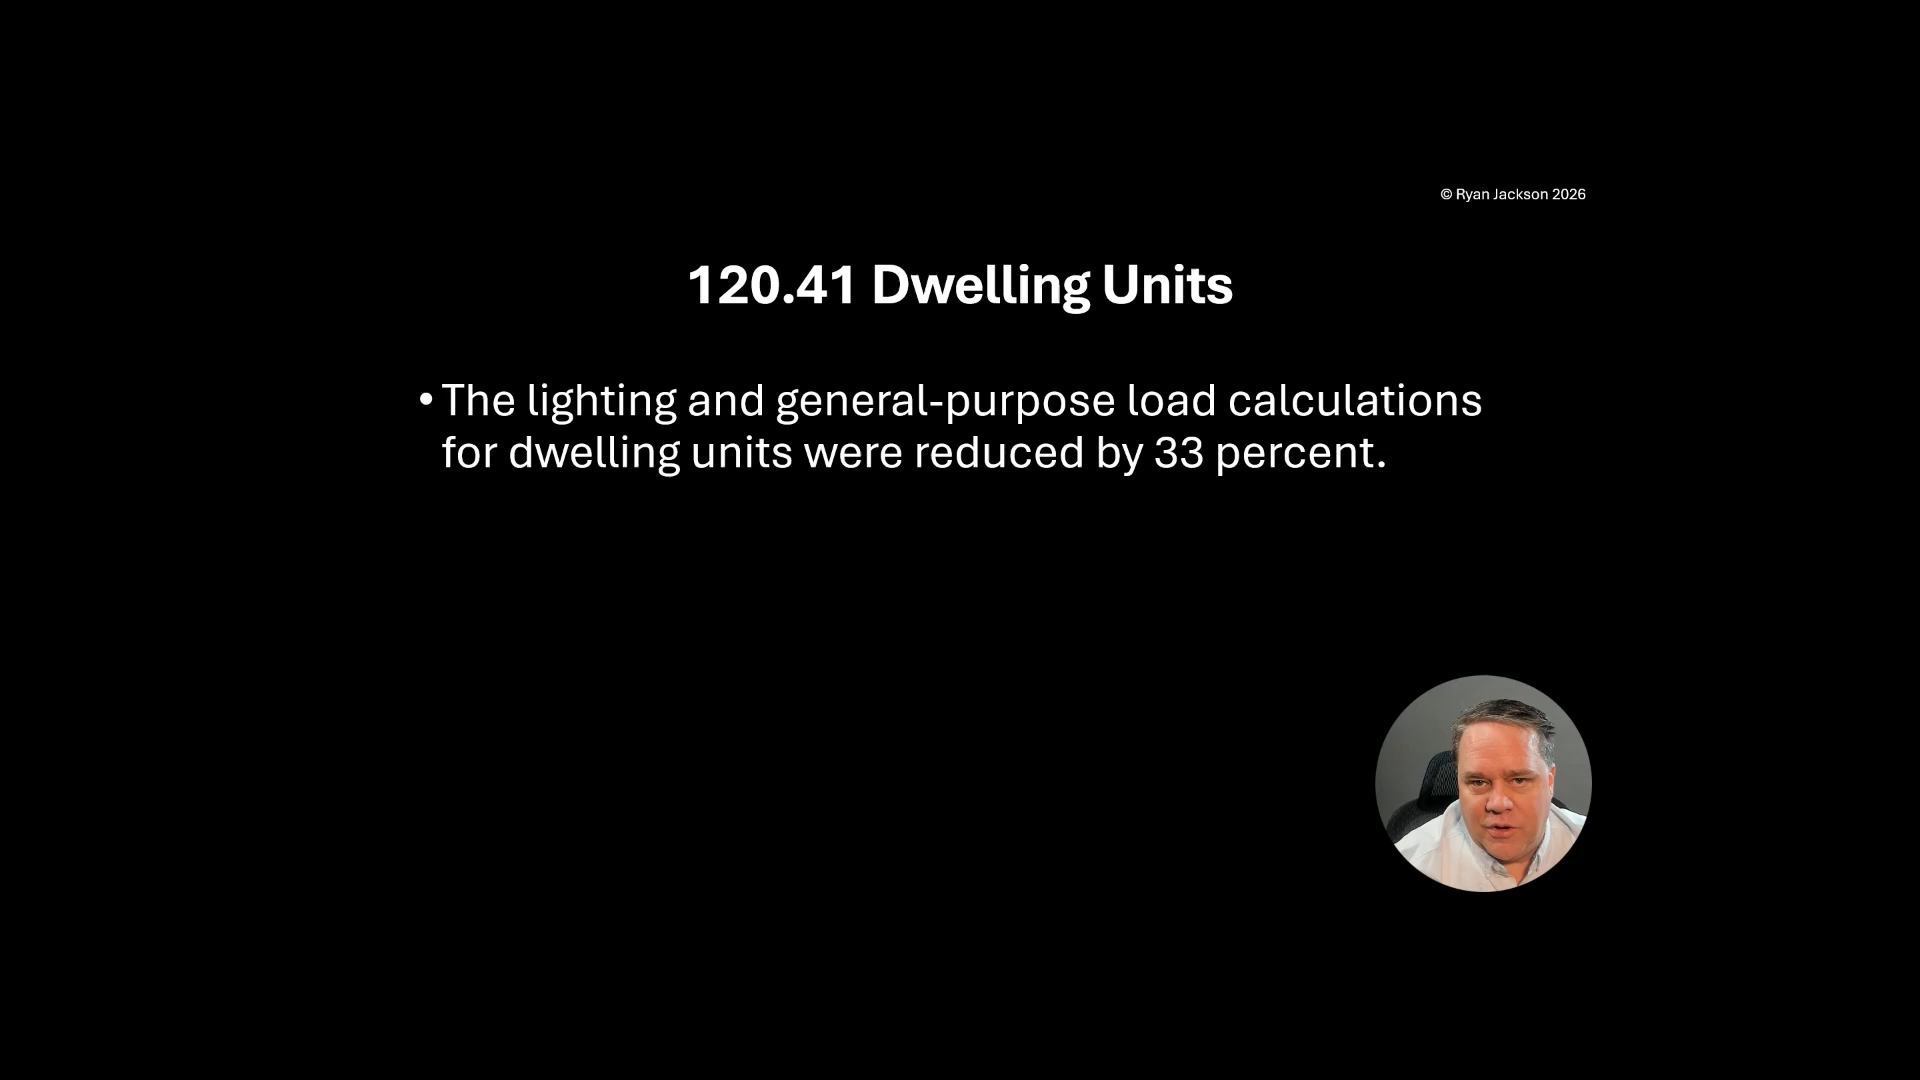 © Ryan Jackson 2026
120.41 Dwelling Units
• The lighting and general-purpose load calculations
for dwelling units were reduced by 33 percent.